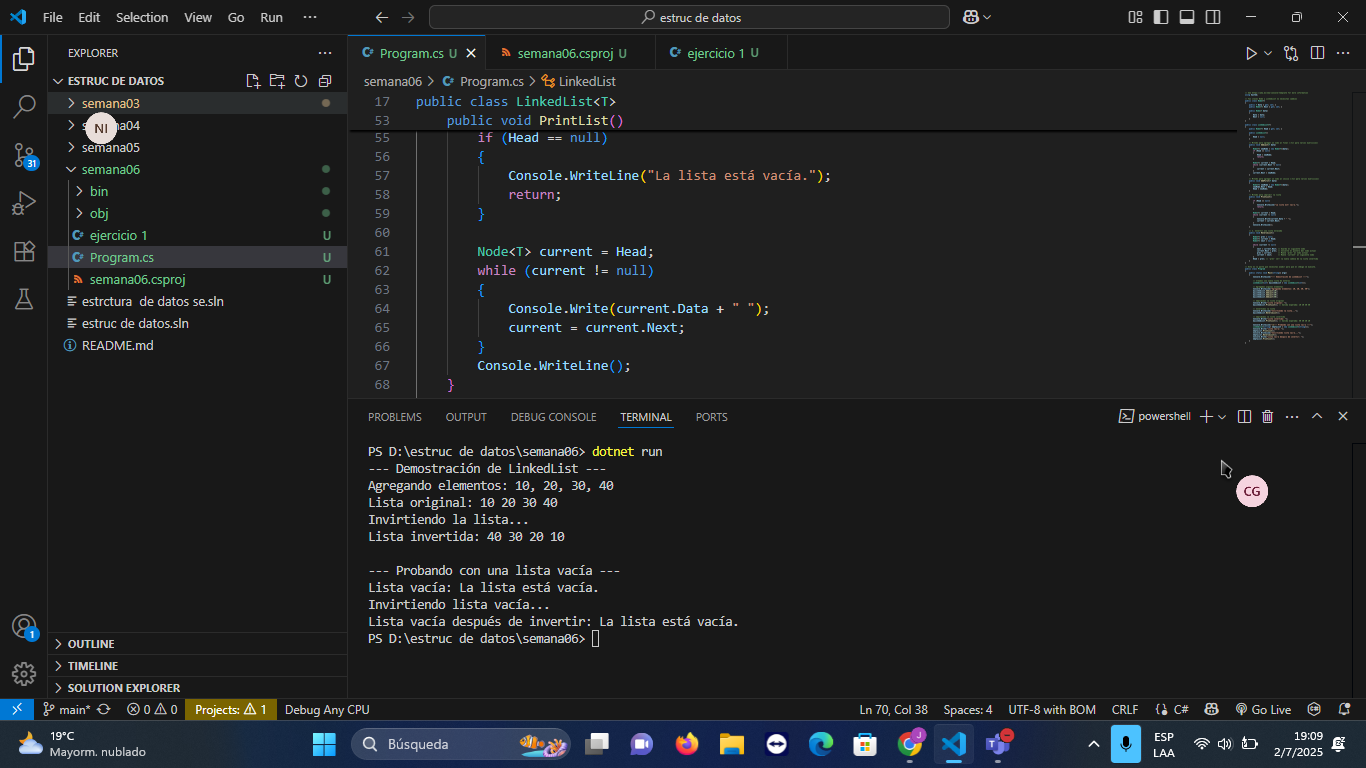 File Edit Selection View Go Run ··· estruc de datos
EXPLORER
ESTRUC DE DATOS
semana03
NI
na04
semana05
semana06
bin
obj
ejercicio 1 U
Program.cs U
semana06.csproj U
estrctura de datos se.sln
estruc de datos.sln
README.md
OUTLINE
TIMELINE
SOLUTION EXPLORER
31
1
Program.cs U semana06.csproj U ejercicio 1 U
semana06 > Program.cs > LinkedList
17 public class LinkedList<T>
53 public void PrintList()
55 if (Head == null)
56 {
57 Console.WriteLine("La lista está vacía.");
58 return;
59 }
60
61 Node<T> current = Head;
62 while (current != null)
63 {
64 Console.Write(current.Data + " ");
65 current = current.Next;
66 }
67 Console.WriteLine();
68 }
PROBLEMS OUTPUT DEBUG CONSOLE TERMINAL PORTS powershell
PS D:\estruc de datos\semana06> dotnet run
--- Demostración de LinkedList ---
Agregando elementos: 10, 20, 30, 40
Lista original: 10 20 30 40
Invirtiendo la lista...
Lista invertida: 40 30 20 10
--- Probando con una lista vacía ---
Lista vacía: La lista está vacía.
Invirtiendo lista vacía...
Lista vacía después de invertir: La lista está vacía.
PS D:\estruc de datos\semana06>
CG
main* 0 0 Projects: 1 Debug Any CPU Ln 70, Col 38 Spaces: 4 UTF-8 with BOM CRLF C# Go Live
19°C
Mayorm. nublado
Búsqueda
J
ESP
LAA
19:09
2/7/2025